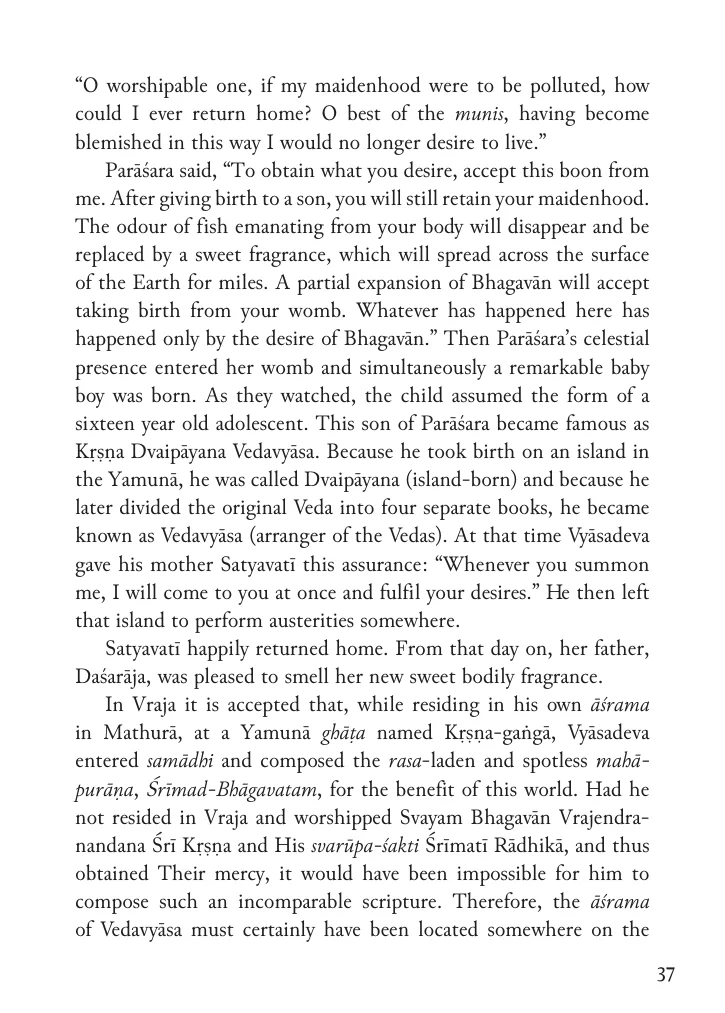 “O worshipable one, if my maidenhood were to be polluted, how
could I ever return home? O best of the munis, having become
blemished in this way I would no longer desire to live.”
Parāśara said, “To obtain what you desire, accept this boon from
me. After giving birth to a son, you will still retain your maidenhood.
The odour of fish emanating from your body will disappear and be
replaced by a sweet fragrance, which will spread across the surface
of the Earth for miles. A partial expansion of Bhagavān will accept
taking birth from your womb. Whatever has happened here has
happened only by the desire of Bhagavān.” Then Parāśara’s celestial
presence entered her womb and simultaneously a remarkable baby
boy was born. As they watched, the child assumed the form of a
sixteen year old adolescent. This son of Parāśara became famous as
Kṛṣṇa Dvaipāyana Vedavyāsa. Because he took birth on an island in
the Yamunā, he was called Dvaipāyana (island-born) and because he
later divided the original Veda into four separate books, he became
known as Vedavyāsa (arranger of the Vedas). At that time Vyāsadeva
gave his mother Satyavatī this assurance: “Whenever you summon
me, I will come to you at once and fulfil your desires.” He then left
that island to perform austerities somewhere.
Satyavatī happily returned home. From that day on, her father,
Daśarāja, was pleased to smell her new sweet bodily fragrance.
In Vraja it is accepted that, while residing in his own āśrama
in Mathurā, at a Yamunā ghāṭa named Kṛṣṇa-gaṅgā, Vyāsadeva
entered samādhi and composed the rasa-laden and spotless mahā-
purāṇa, Śrīmad-Bhāgavatam, for the benefit of this world. Had he
not resided in Vraja and worshipped Svayam Bhagavān Vrajendra-
nandana Śrī Kṛṣṇa and His svarūpa-śakti Śrīmatī Rādhikā, and thus
obtained Their mercy, it would have been impossible for him to
compose such an incomparable scripture. Therefore, the āśrama
of Vedavyāsa must certainly have been located somewhere on the
37